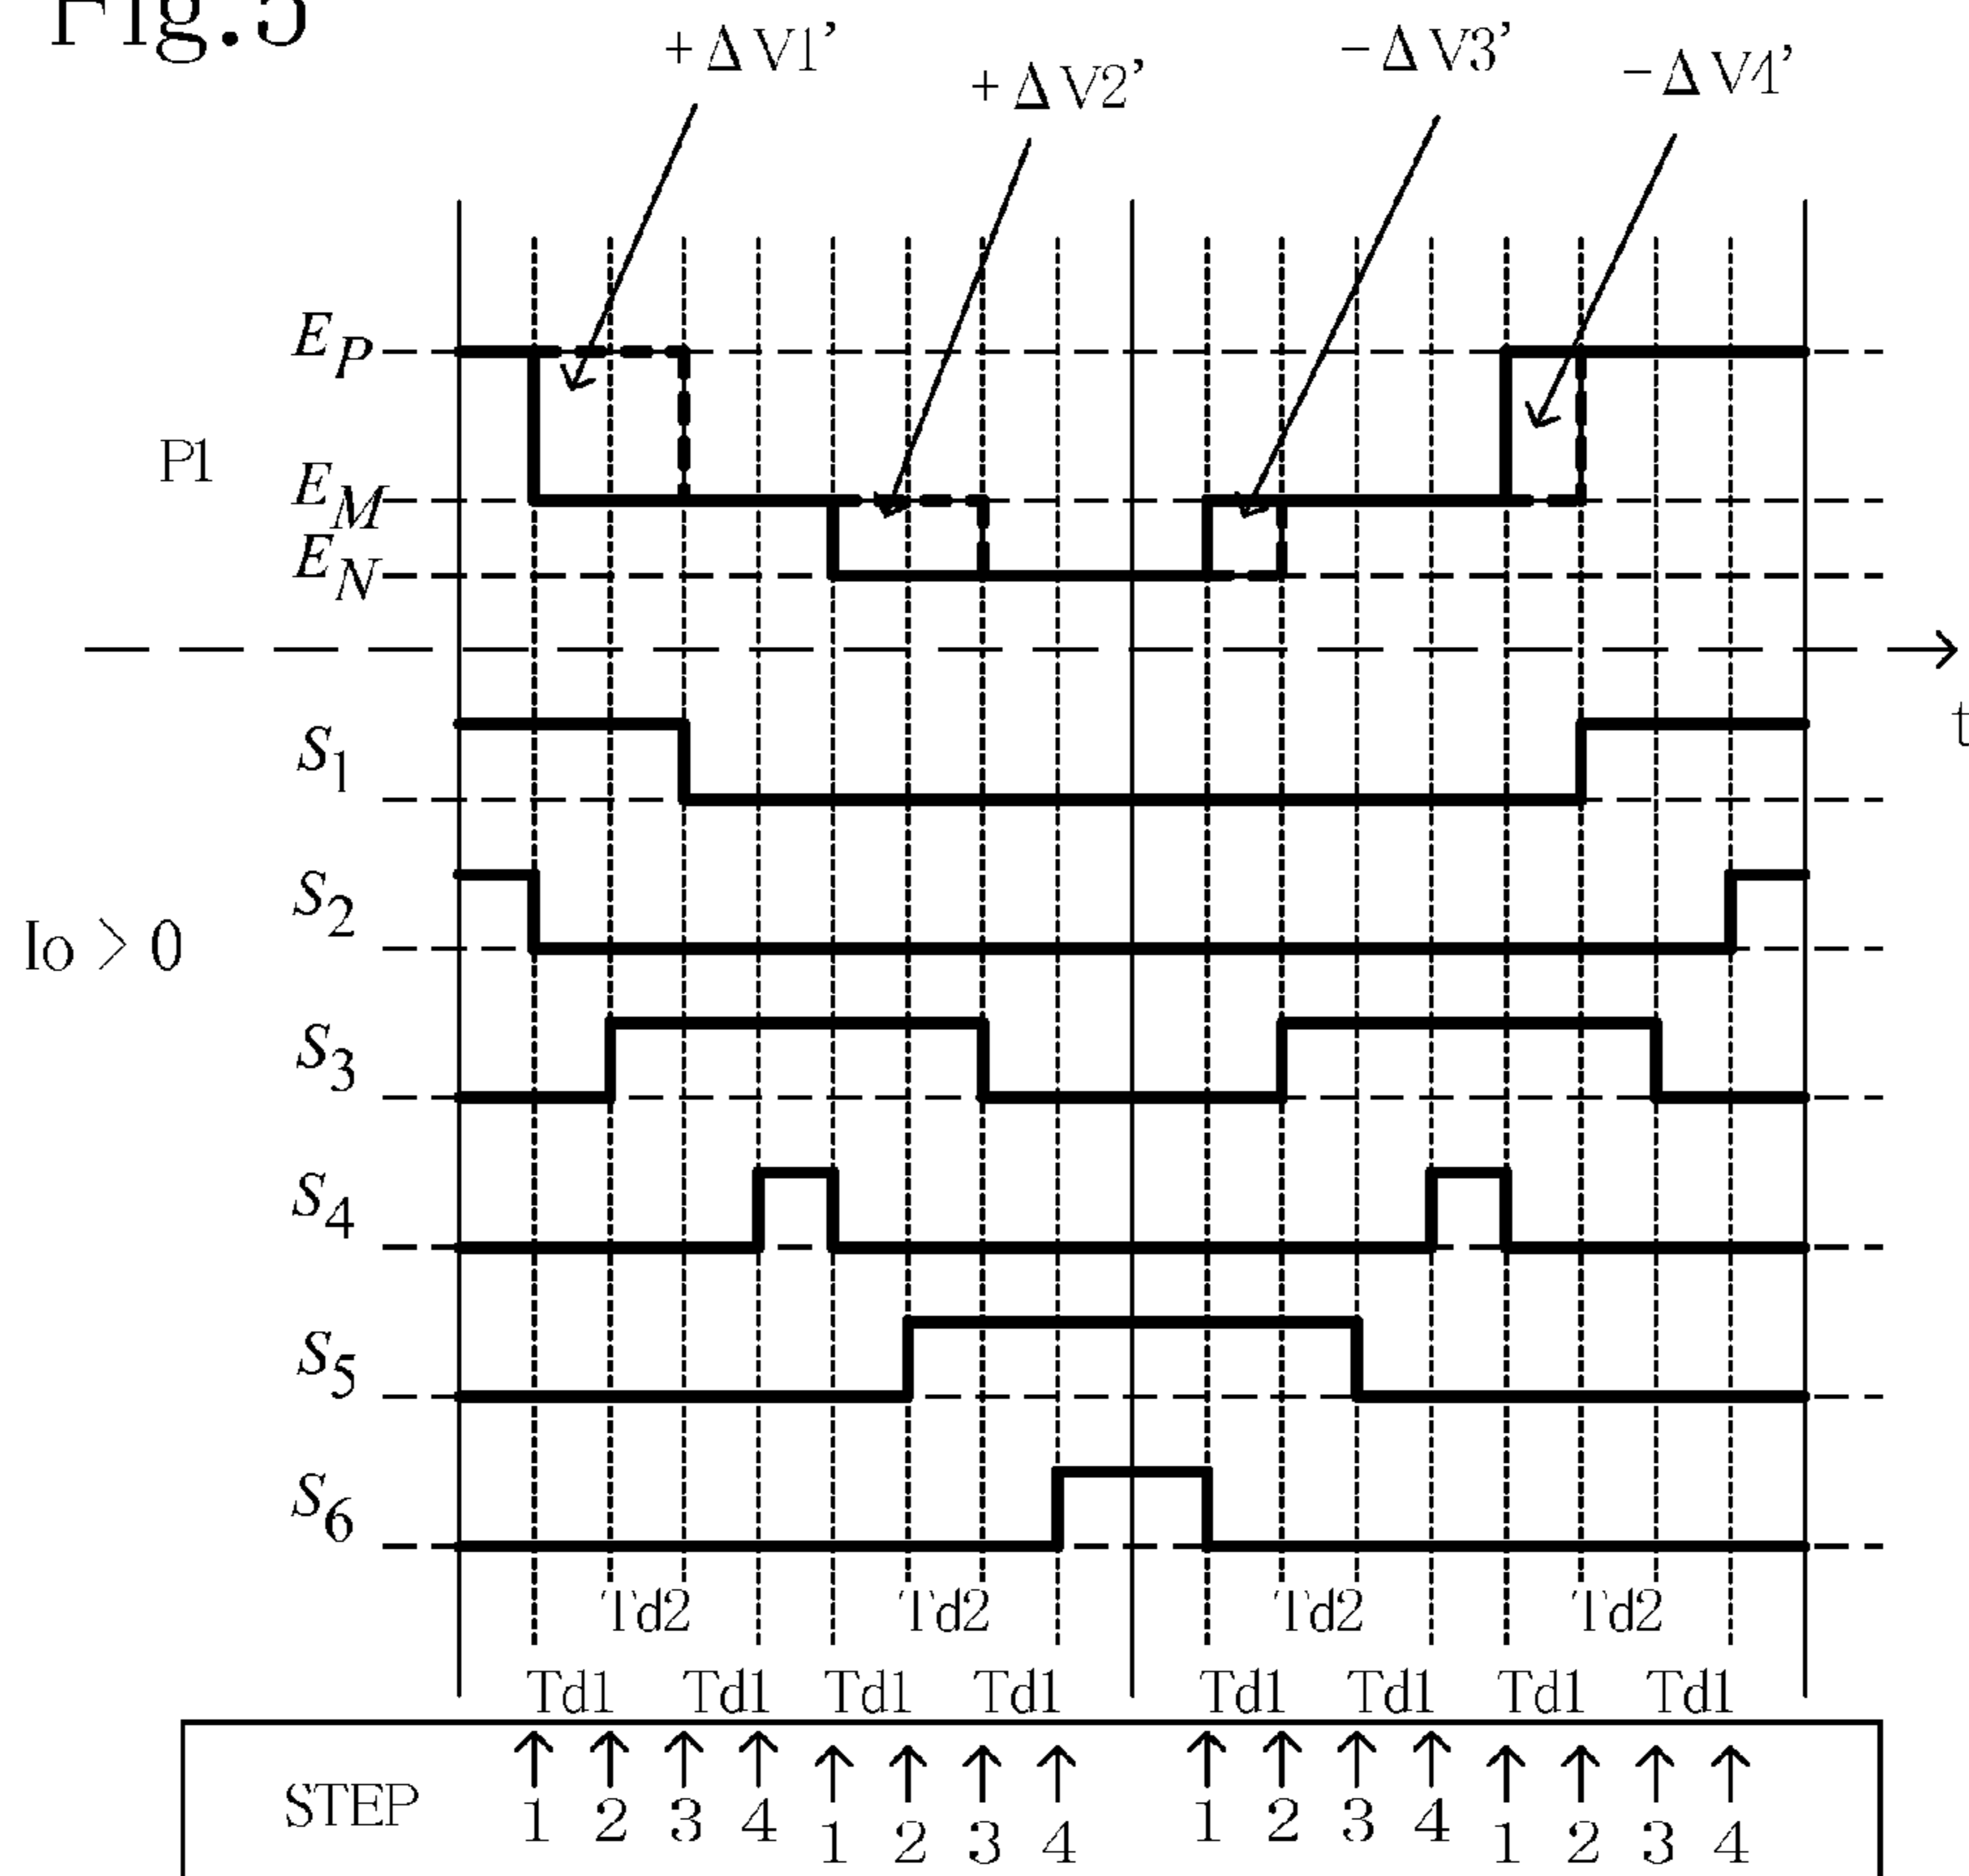 Fig.5
+ΔV1’
+ΔV2’
−ΔV3’
−ΔV4’
P1
EP
EM
EN
t
S1
S2
Io > 0
S3
S4
S5
S6
Td2 Td2 Td2 Td2
Td1 Td1 Td1 Td1 Td1 Td1 Td1 Td1
STEP 1 2 3 4 1 2 3 4 1 2 3 4 1 2 3 4